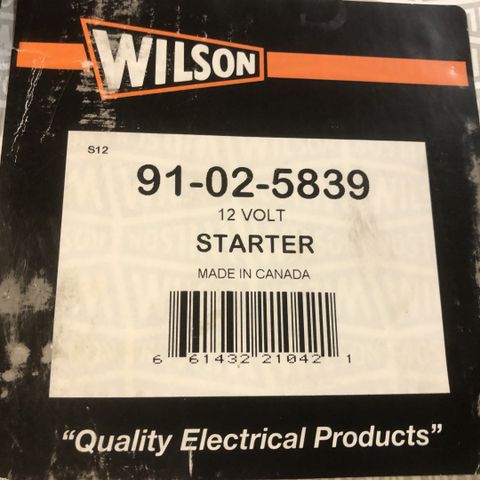 WILSON
S12
91-02-5839
12 VOLT
STARTER
MADE IN CANADA
6 61432 21042 1
“Quality Electrical Products”